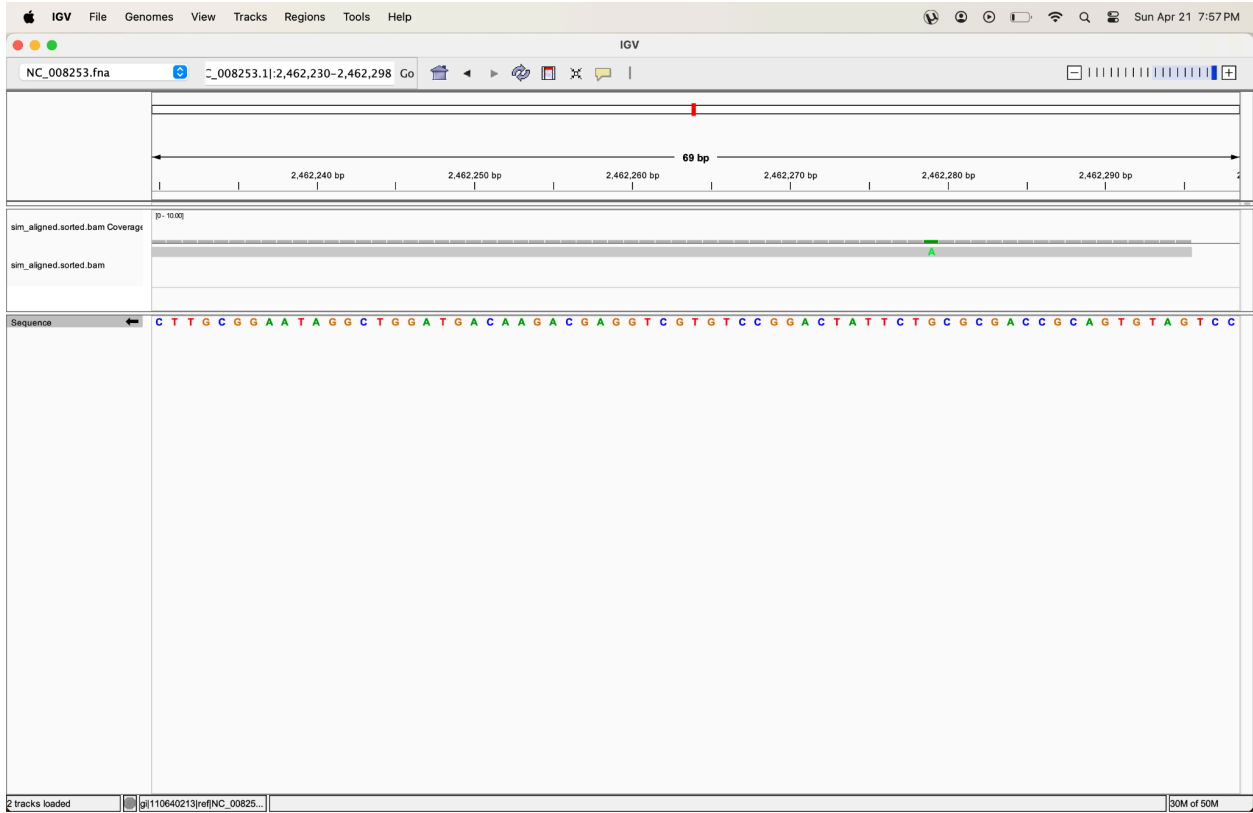 IGV File Genomes View Tracks Regions Tools Help Sun Apr 21 7:57 PM
IGV
NC_008253.fna C_008253.1|:2,462,230-2,462,298 Go
69 bp
2,462,240 bp 2,462,250 bp 2,462,260 bp 2,462,270 bp 2,462,280 bp 2,462,290 bp 2
[0 - 10.00]
sim_aligned.sorted.bam Coverage
A
sim_aligned.sorted.bam
Sequence C T T G C G G A A T A G G C T G G A T G A C A A G A C G A G G T C G T G T C C G G A C T A T T C T G C G C G A C C G C A G T G T A G T C C
2 tracks loaded gi|110640213|ref|NC_00825... 30M of 50M